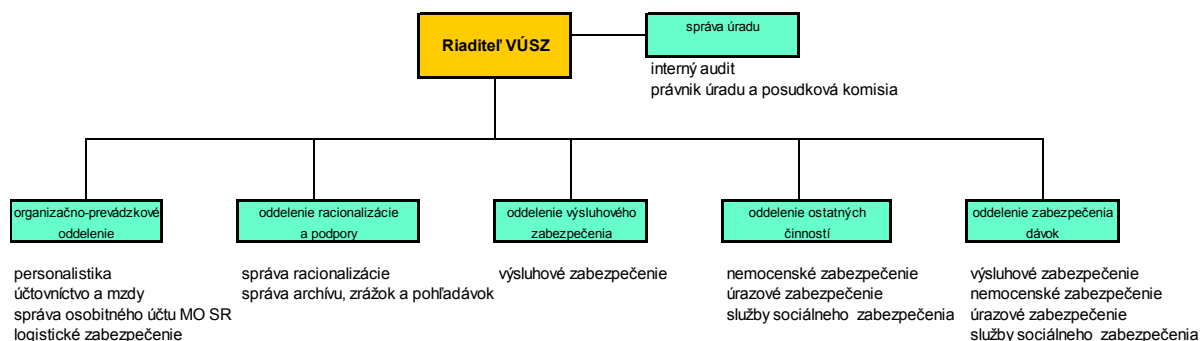 Riaditeľ VÚSZ
správa úradu
interný audit
právnik úradu a posudková komisia
organizačno-prevádzkové
oddelenie
personalistika
účtovníctvo a mzdy
správa osobitného účtu MO SR
logistické zabezpečenie
oddelenie racionalizácie
a podpory
správa racionalizácie
správa archívu, zrážok a pohľadávok
oddelenie výsluhového
zabezpečenia
výsluhové zabezpečenie
oddelenie ostatných
činností
nemocenské zabezpečenie
úrazové zabezpečenie
služby sociálneho zabezpečenia
oddelenie zabezpečenia
dávok
výsluhové zabezpečenie
nemocenské zabezpečenie
úrazové zabezpečenie
služby sociálneho zabezpečenia